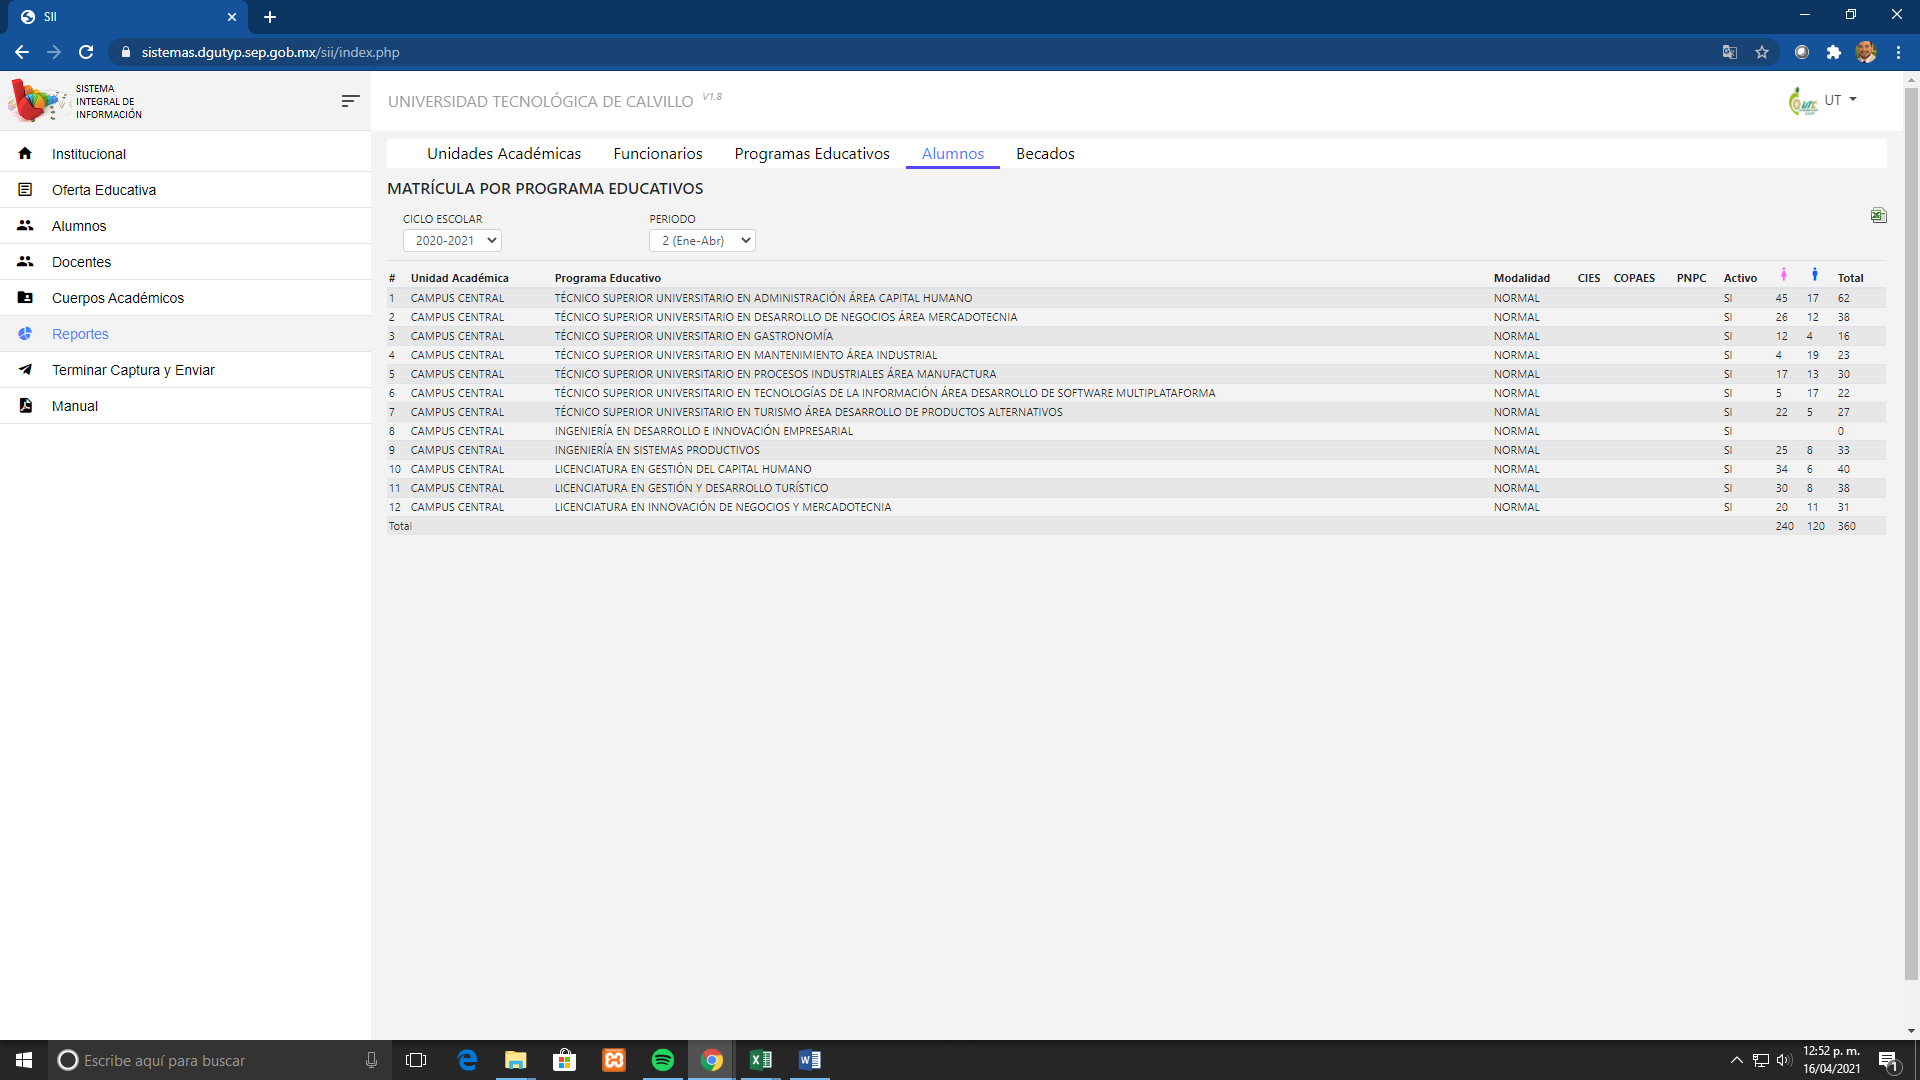 SII
sistemas.dgutyp.sep.gob.mx/sii/index.php
SISTEMA
INTEGRAL DE
INFORMACIÓN
UNIVERSIDAD TECNOLÓGICA DE CALVILLO V1.8
UT
Institucional
Oferta Educativa
Alumnos
Docentes
Cuerpos Académicos
Reportes
Terminar Captura y Enviar
Manual
Unidades Académicas Funcionarios Programas Educativos Alumnos Becados
MATRÍCULA POR PROGRAMA EDUCATIVOS
CICLO ESCOLAR PERIODO
2020-2021 2 (Ene-Abr)
# Unidad Académica Programa Educativo Modalidad CIES COPAES PNPC Activo Total
1 CAMPUS CENTRAL TÉCNICO SUPERIOR UNIVERSITARIO EN ADMINISTRACIÓN ÁREA CAPITAL HUMANO NORMAL SI 45 17 62
2 CAMPUS CENTRAL TÉCNICO SUPERIOR UNIVERSITARIO EN DESARROLLO DE NEGOCIOS ÁREA MERCADOTECNIA NORMAL SI 26 12 38
3 CAMPUS CENTRAL TÉCNICO SUPERIOR UNIVERSITARIO EN GASTRONOMÍA NORMAL SI 12 4 16
4 CAMPUS CENTRAL TÉCNICO SUPERIOR UNIVERSITARIO EN MANTENIMIENTO ÁREA INDUSTRIAL NORMAL SI 4 19 23
5 CAMPUS CENTRAL TÉCNICO SUPERIOR UNIVERSITARIO EN PROCESOS INDUSTRIALES ÁREA MANUFACTURA NORMAL SI 17 13 30
6 CAMPUS CENTRAL TÉCNICO SUPERIOR UNIVERSITARIO EN TECNOLOGÍAS DE LA INFORMACIÓN ÁREA DESARROLLO DE SOFTWARE MULTIPLATAFORMA NORMAL SI 5 17 22
7 CAMPUS CENTRAL TÉCNICO SUPERIOR UNIVERSITARIO EN TURISMO ÁREA DESARROLLO DE PRODUCTOS ALTERNATIVOS NORMAL SI 22 5 27
8 CAMPUS CENTRAL INGENIERÍA EN DESARROLLO E INNOVACIÓN EMPRESARIAL NORMAL SI 0
9 CAMPUS CENTRAL INGENIERÍA EN SISTEMAS PRODUCTIVOS NORMAL SI 25 8 33
10 CAMPUS CENTRAL LICENCIATURA EN GESTIÓN DEL CAPITAL HUMANO NORMAL SI 34 6 40
11 CAMPUS CENTRAL LICENCIATURA EN GESTIÓN Y DESARROLLO TURÍSTICO NORMAL SI 30 8 38
12 CAMPUS CENTRAL LICENCIATURA EN INNOVACIÓN DE NEGOCIOS Y MERCADOTECNIA NORMAL SI 20 11 31
Total 240 120 360
Escribe aquí para buscar
12:52 p. m.
16/04/2021
1